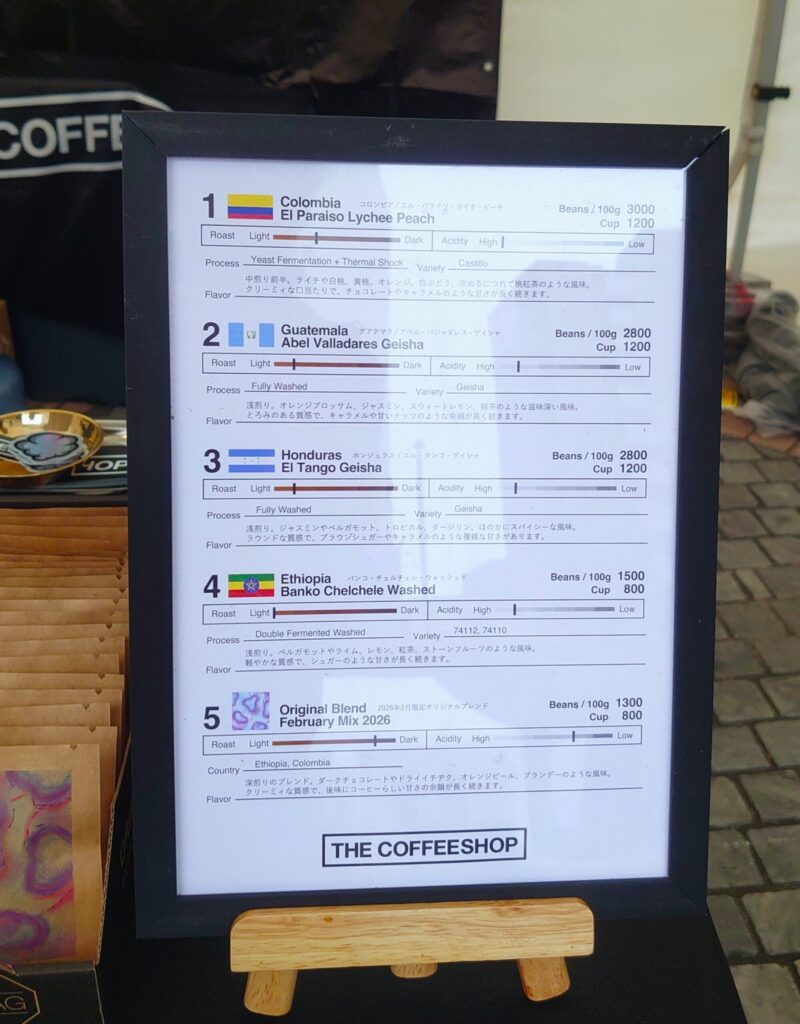 COFFE
1 Colombia コロンビア / エル・パライソ・ライチ・ピーチ Beans / 100g 3000
El Paraiso Lychee Peach Cup 1200
Roast Light Dark Acidity High Low
Process Yeast Fermentation + Thermal Shock Variety Castillo
中煎り前半。ライチや白桃、黄桃、オレンジ、白ぶどう、冷めるにつれて桃紅茶のような風味。
Flavor クリーミィな口当たりで、チョコレートやキャラメルのような甘さが長く続きます。
2 Guatemala グアテマラ / アベル・バジャダレス・ゲイシャ Beans / 100g 2800
Abel Valladares Geisha Cup 1200
Roast Light Dark Acidity High Low
Process Fully Washed Variety Geisha
浅煎り。オレンジブロッサム、ジャスミン、スウィートレモン、緑茶のような滋味深い風味。
とろみのある質感で、キャラメルや甘いナッツのような余韻が長く続きます。
Flavor
3 Honduras ホンジュラス / エル・タンゴ・ゲイシャ Beans / 100g 2800
El Tango Geisha Cup 1200
Roast Light Dark Acidity High Low
Process Fully Washed Variety Geisha
浅煎り。ジャスミンやベルガモット、トロピカル、ダージリン、ほのかにスパイシーな風味。
ラウンドな質感で、ブラウンシュガーやキャラメルのような複雑な甘さがあります。
Flavor
4 Ethiopia バンコ・チェルチェレ・ウォッシュド Beans / 100g 1500
Banko Chelchele Washed Cup 800
Roast Light Dark Acidity High Low
Process Double Fermented Washed Variety 74112, 74110
浅煎り。ベルガモットやライム、レモン、紅茶、ストーンフルーツのような風味。
軽やかな質感で、シュガーのような甘さが長く続きます。
Flavor
5 Original Blend 2026年2月限定オリジナルブレンド Beans / 100g 1300
February Mix 2026 Cup 800
Roast Light Dark Acidity High Low
Country Ethiopia, Colombia
深煎りのブレンド。ダークチョコレートやドライイチヂク、オレンジピール、ブランデーのような風味。
クリーミィな質感で、後味にコーヒーらしい甘さの余韻が長く続きます。
Flavor
THE COFFEESHOP
HOP
AG